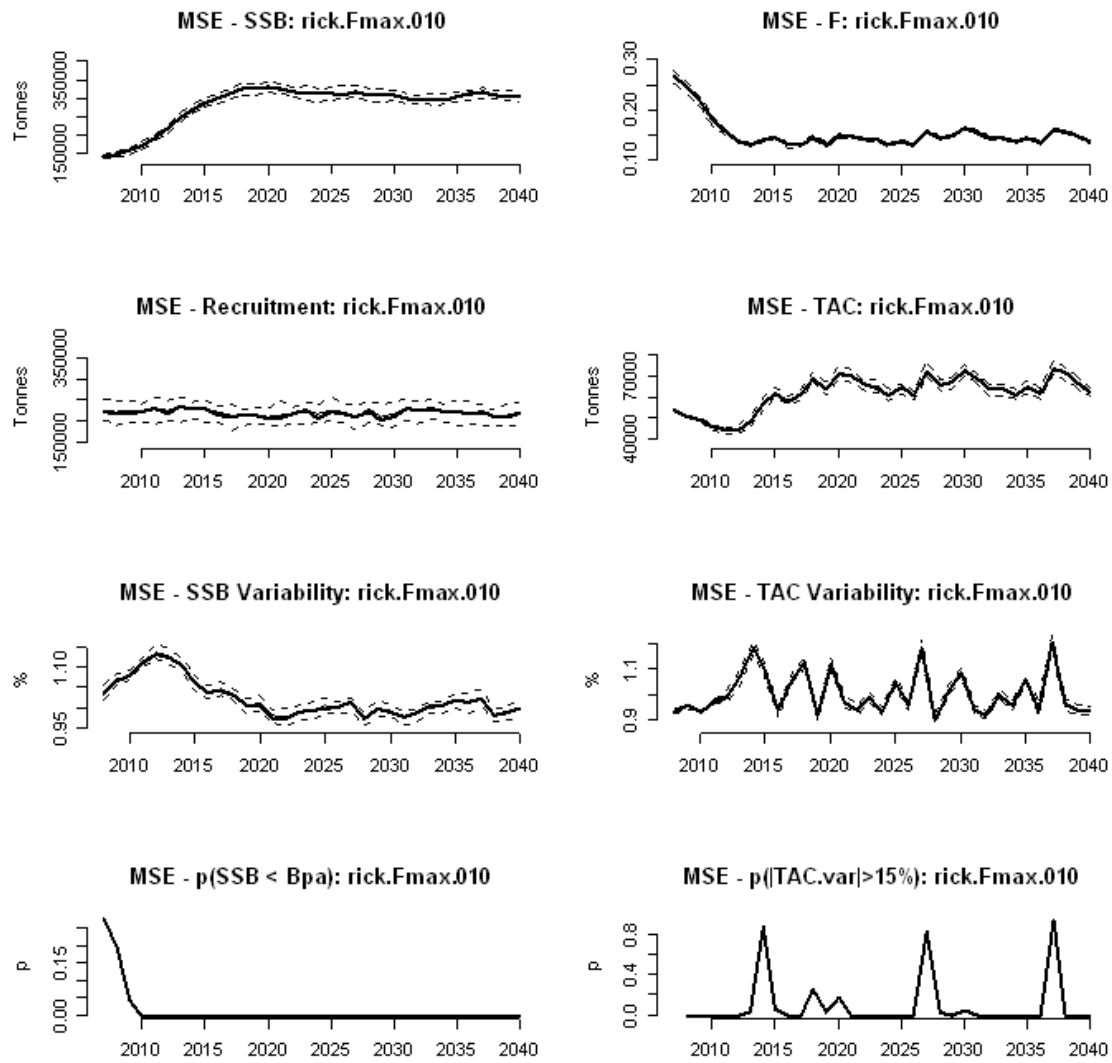 MSE - SSB: rick.Fmax.010
Tonnes
350000
150000
2010 2015 2020 2025 2030 2035 2040
MSE - F: rick.Fmax.010
0.30
0.20
0.10
2010 2015 2020 2025 2030 2035 2040
MSE - Recruitment: rick.Fmax.010
Tonnes
350000
150000
2010 2015 2020 2025 2030 2035 2040
MSE - TAC: rick.Fmax.010
Tonnes
70000
40000
2010 2015 2020 2025 2030 2035 2040
MSE - SSB Variability: rick.Fmax.010
%
1.10
0.95
2010 2015 2020 2025 2030 2035 2040
MSE - TAC Variability: rick.Fmax.010
%
1.1
0.9
2010 2015 2020 2025 2030 2035 2040
MSE - p(SSB < Bpa): rick.Fmax.010
p
0.15
0.00
2010 2015 2020 2025 2030 2035 2040
MSE - p(|TAC.var|>15%): rick.Fmax.010
p
0.8
0.4
0.0
2010 2015 2020 2025 2030 2035 2040